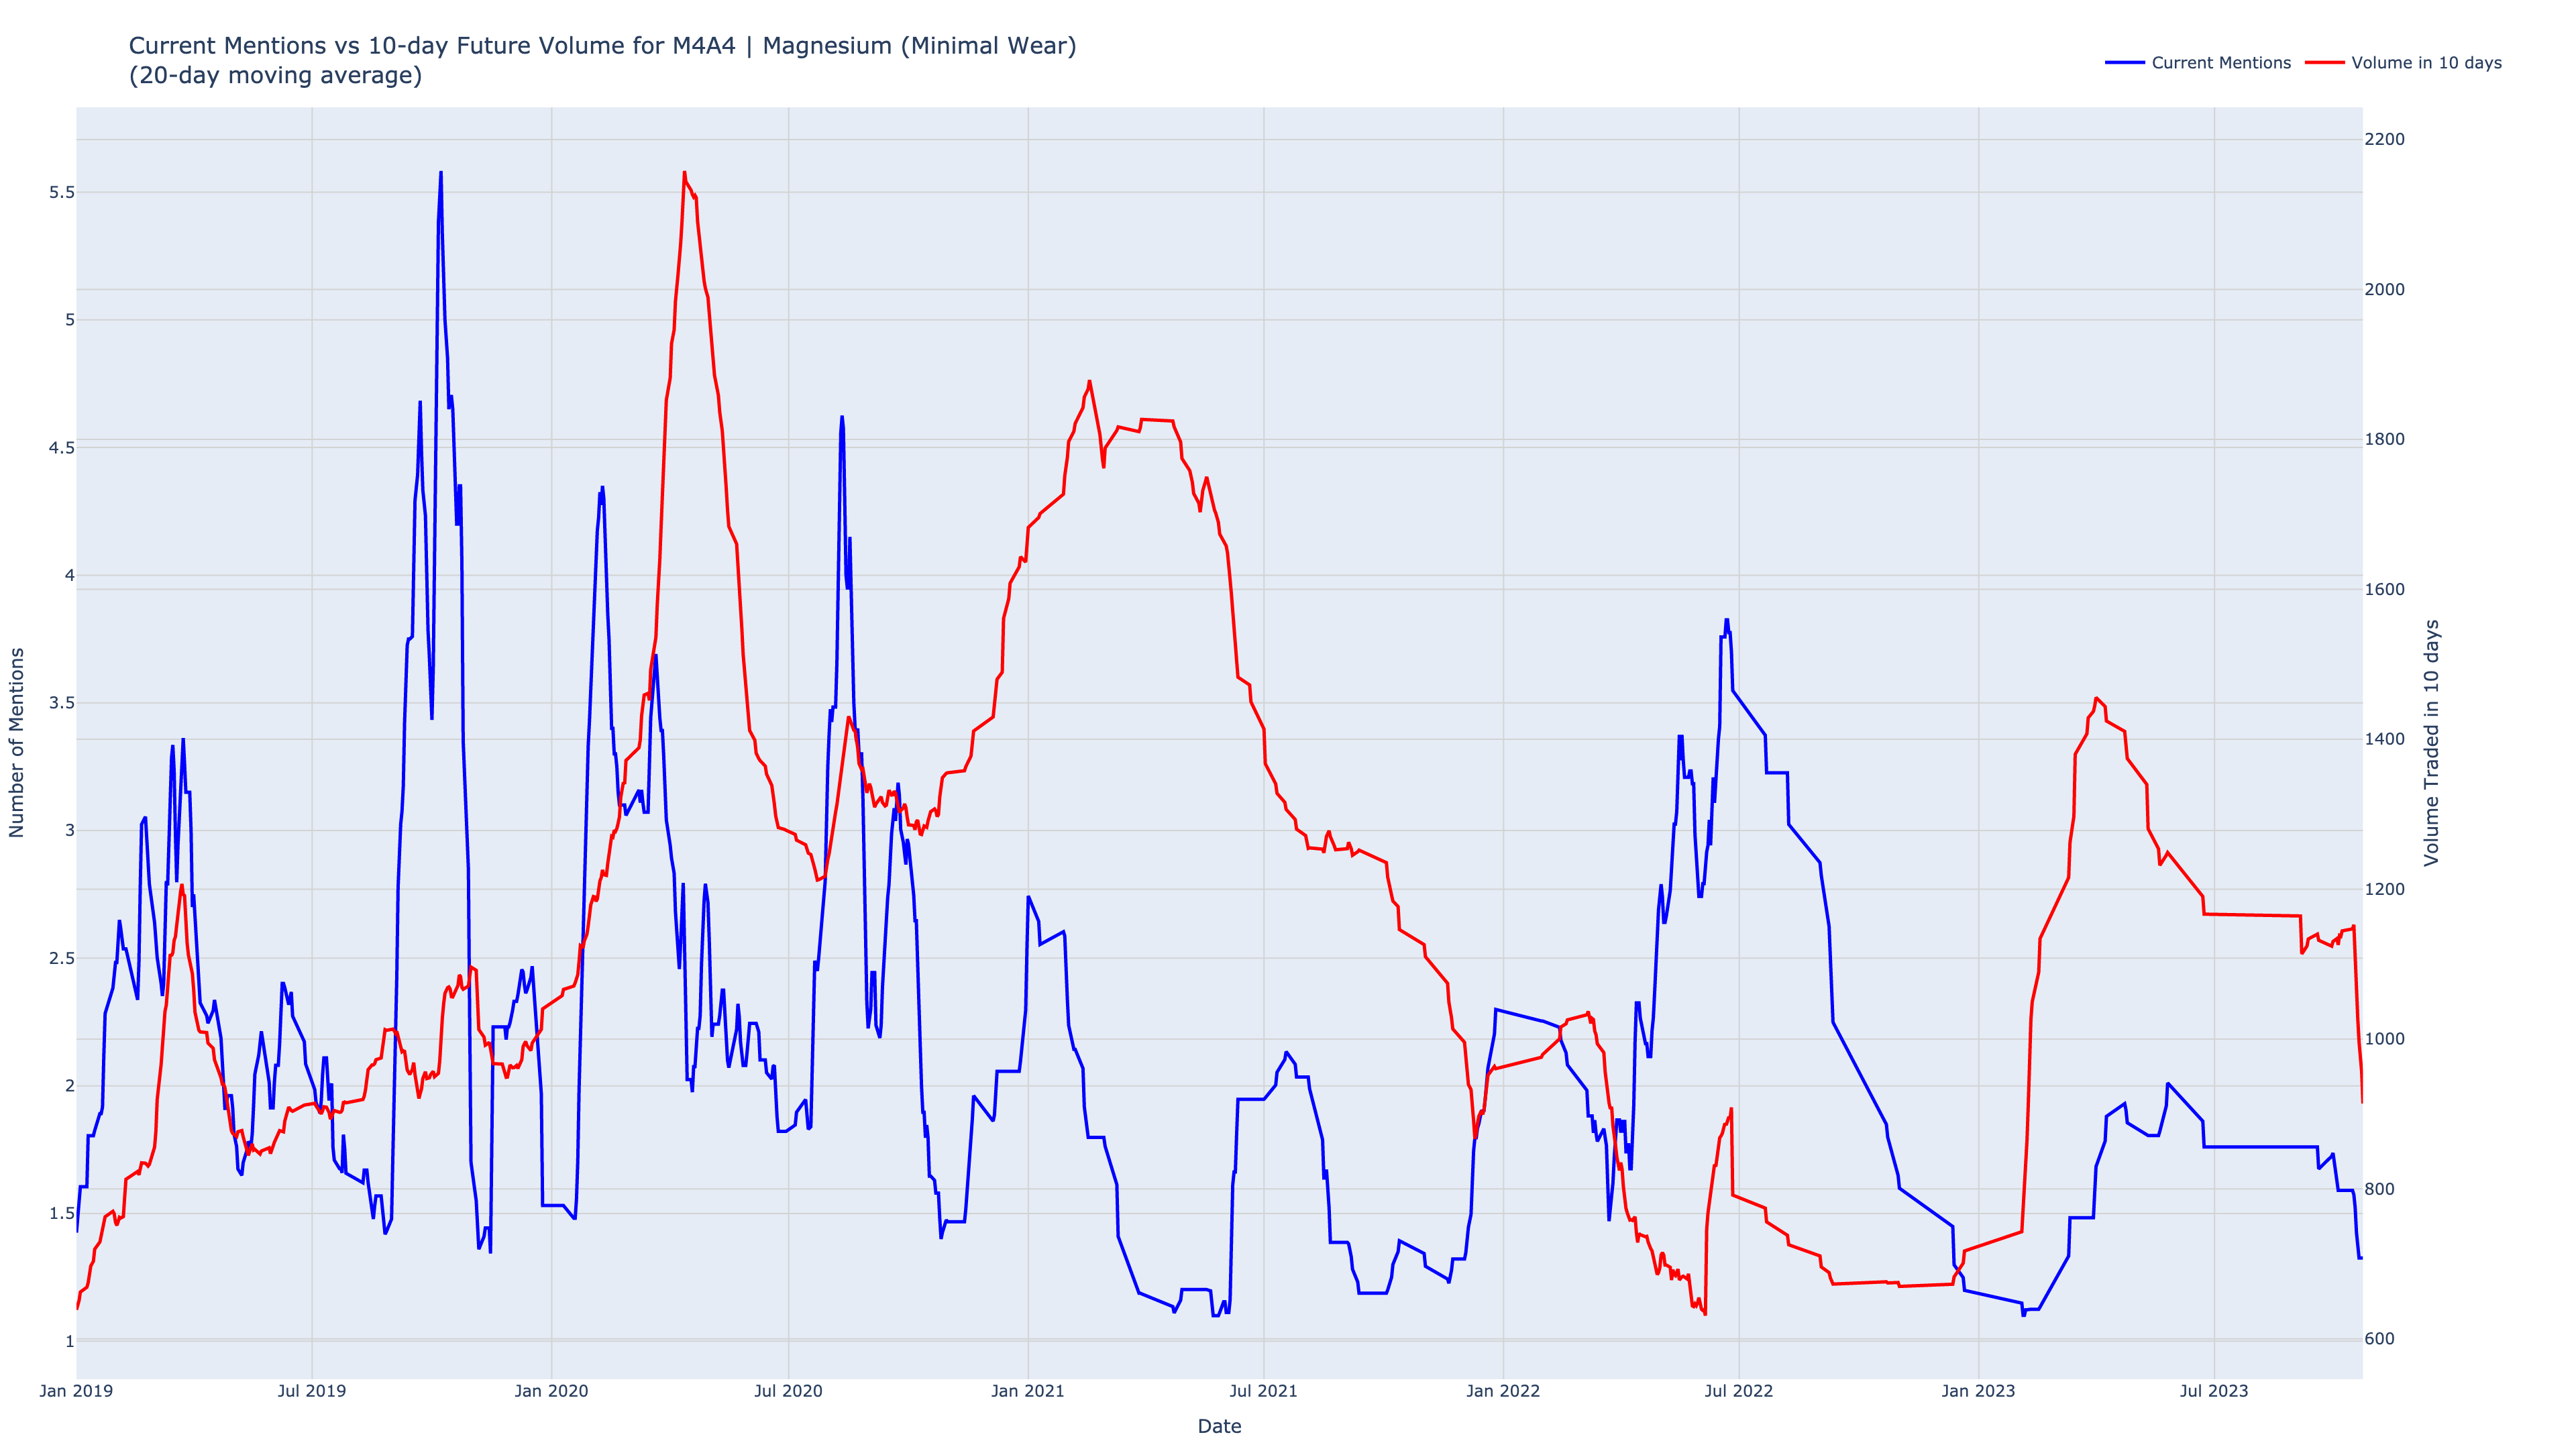 Current Mentions vs 10-day Future Volume for M4A4 | Magnesium (Minimal Wear)
(20-day moving average)
Current Mentions
Volume in 10 days
Number of Mentions
5.5
5
4.5
4
3.5
3
2.5
2
1.5
1
2200
2000
1800
1600
1400
1200
1000
800
600
Volume Traded in 10 days
Jan 2019
Jul 2019
Jan 2020
Jul 2020
Jan 2021
Jul 2021
Jan 2022
Jul 2022
Jan 2023
Jul 2023
Date